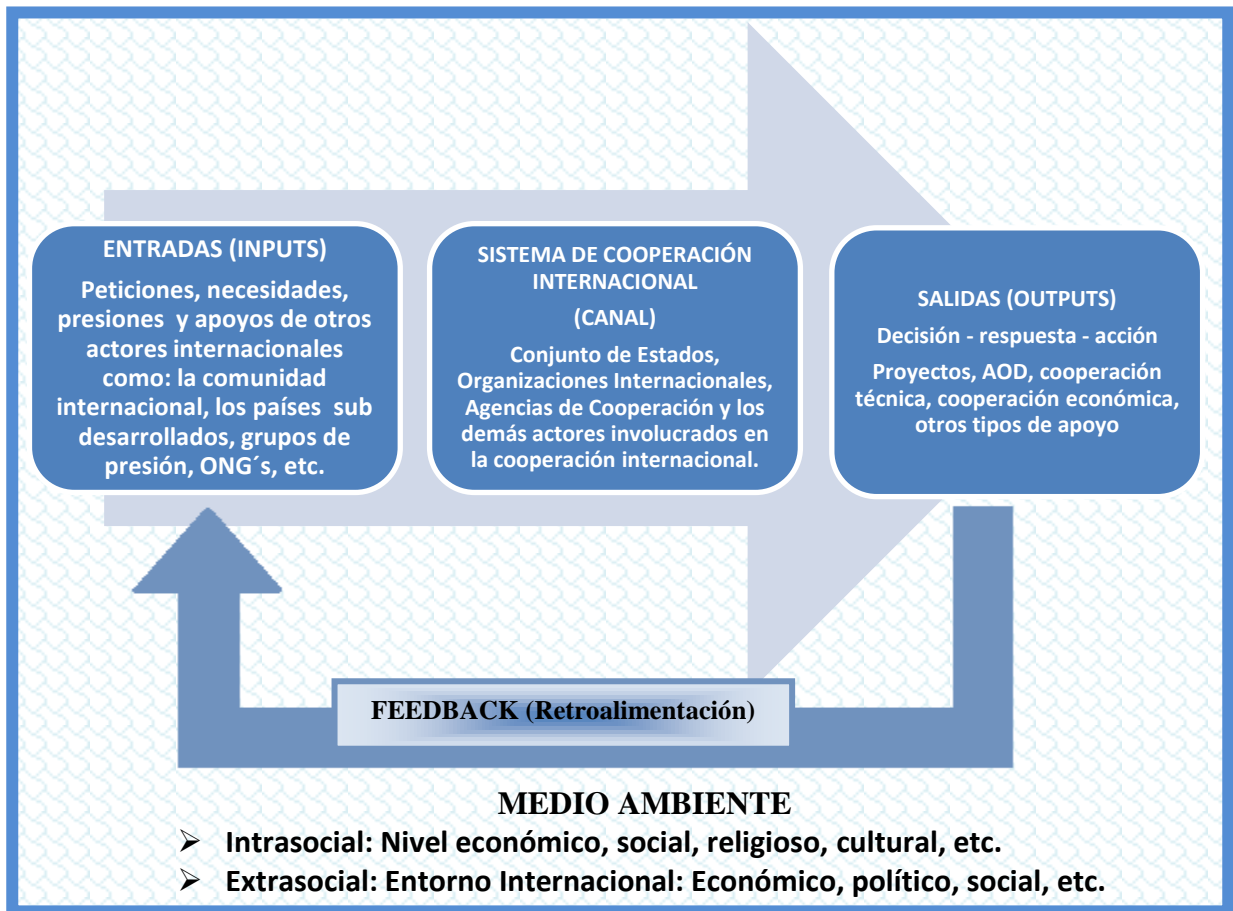 ENTRADAS (INPUTS)
Peticiones, necesidades,
presiones y apoyos de otros
actores internacionales
como: la comunidad
internacional, los países sub
desarrollados, grupos de
presión, ONG´s, etc.
SISTEMA DE COOPERACIÓN
INTERNACIONAL
(CANAL)
Conjunto de Estados,
Organizaciones Internacionales,
Agencias de Cooperación y los
demás actores involucrados en
la cooperación internacional.
SALIDAS (OUTPUTS)
Decisión - respuesta - acción
Proyectos, AOD, cooperación
técnica, cooperación económica,
otros tipos de apoyo
FEEDBACK (Retroalimentación)
MEDIO AMBIENTE
➢ Intrasocial: Nivel económico, social, religioso, cultural, etc.
➢ Extrasocial: Entorno Internacional: Económico, político, social, etc.